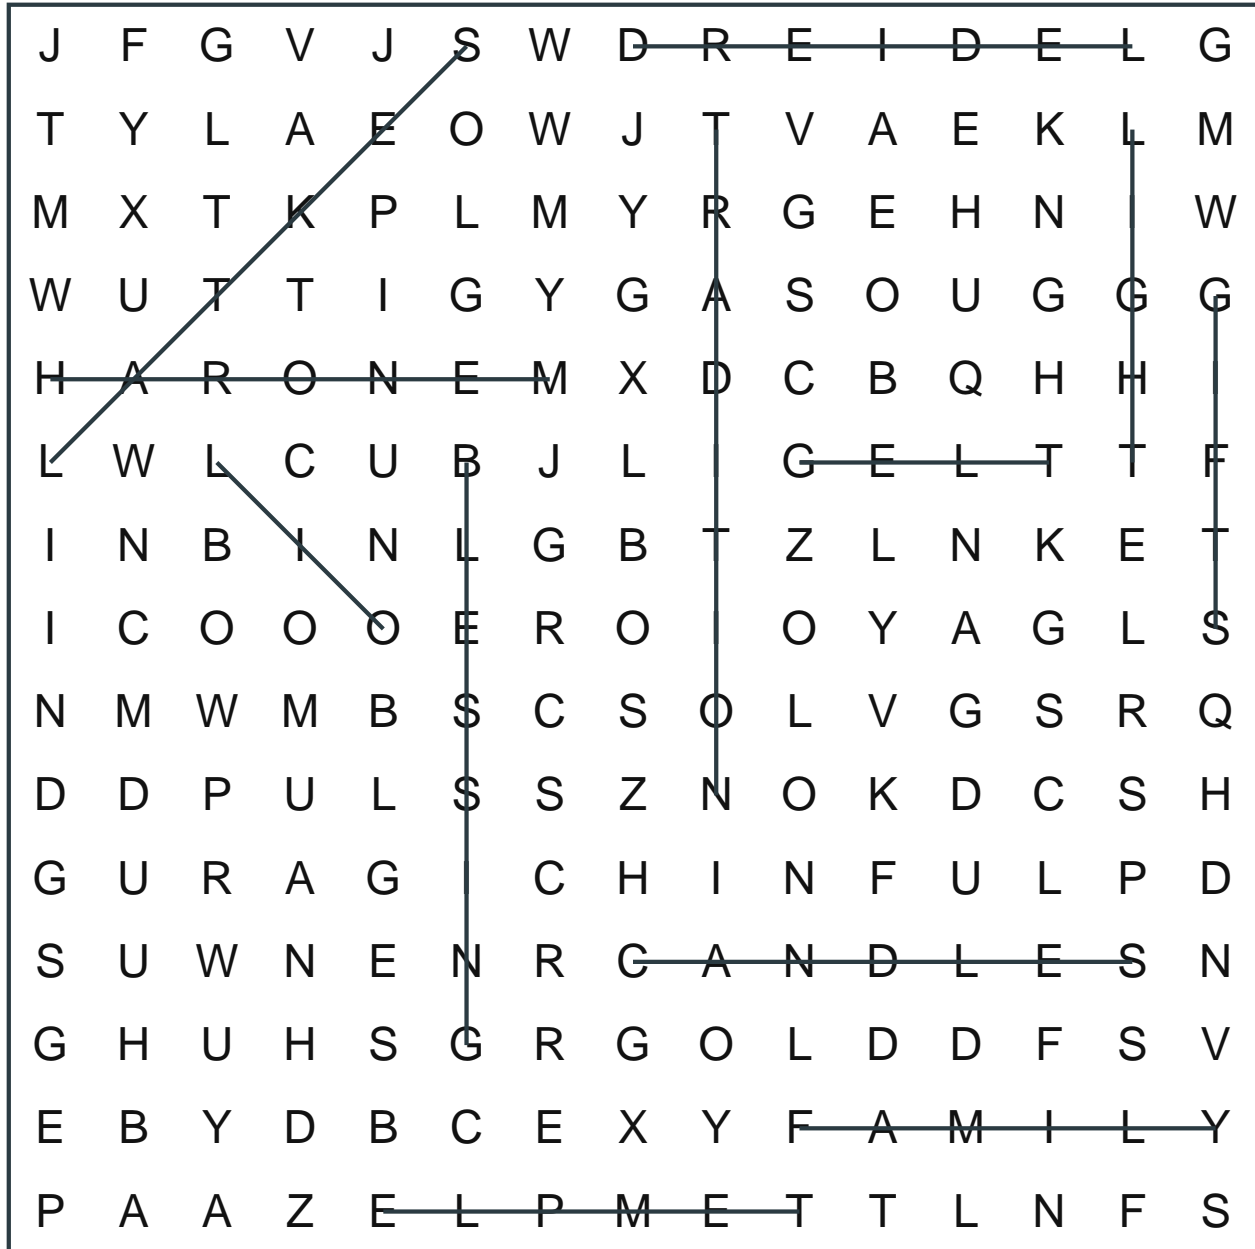 J F G V J S W D R E I D E L G
T Y L A E O W J T V A E K L M
M X T K P L M Y R G E H N I W
W U T T I G Y G A S O U G G G
H A R O N E M X D C B Q H H I
L W L C U B J L I G E L T T F
I N B I N L G B T Z L N K E T
I C O O O E R O I O Y A G L S
N M W M B S C S O L V G S R Q
D D P U L S S Z N O K D C S H
G U R A G I C H I N F U L P D
S U W N E N R C A N D L E S N
G H U H S G R G O L D D F S V
E B Y D B C E X Y F A M I L Y
P A A Z E L P M E T T L N F S